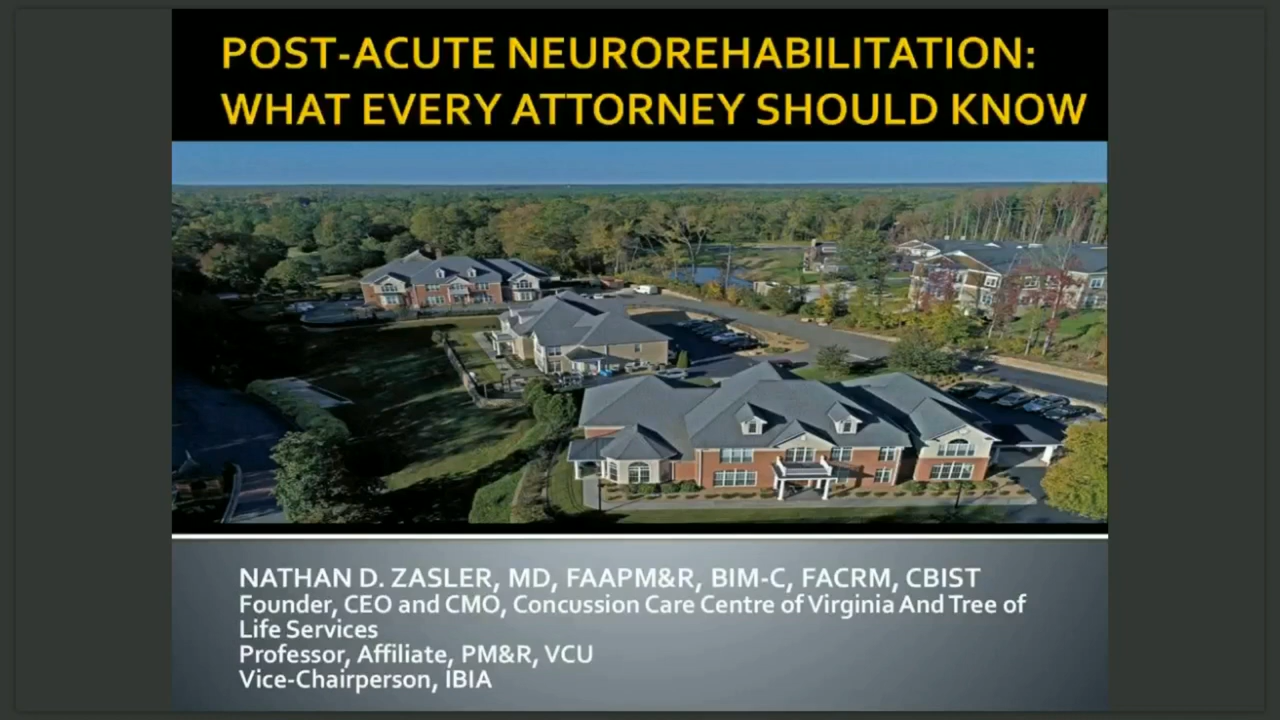 POST-ACUTE NEUROREHABILITATION:
WHAT EVERY ATTORNEY SHOULD KNOW
NATHAN D. ZASLER, MD, FAAPM&R, BIM-C, FACRM, CBIST
Founder, CEO and CMO, Concussion Care Centre of Virginia And Tree of
Life Services
Professor, Affiliate, PM&R, VCU
Vice-Chairperson, IBIA